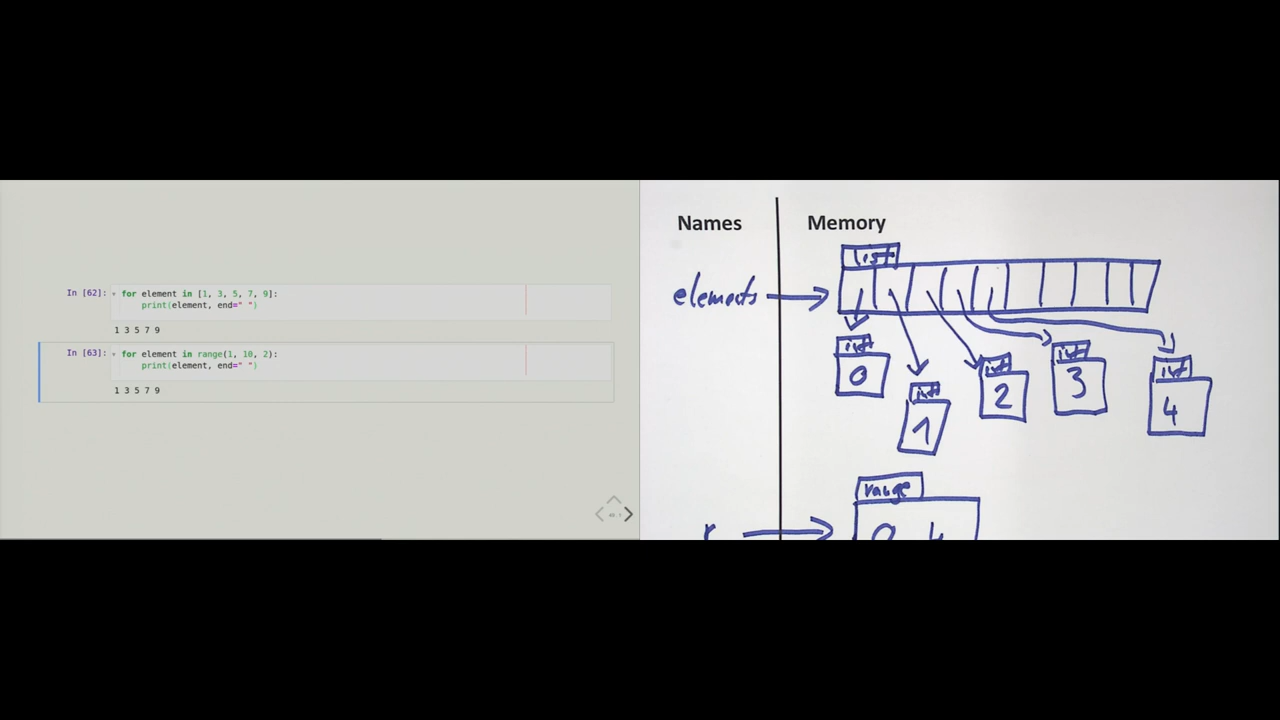 In [62]: for element in [1, 3, 5, 7, 9]:
print(element, end=" ")
1 3 5 7 9
In [63]: for element in range(1, 10, 2):
print(element, end=" ")
1 3 5 7 9
Names Memory
list
elements
int
0
int
1
int
2
int
3
int
4
range
r